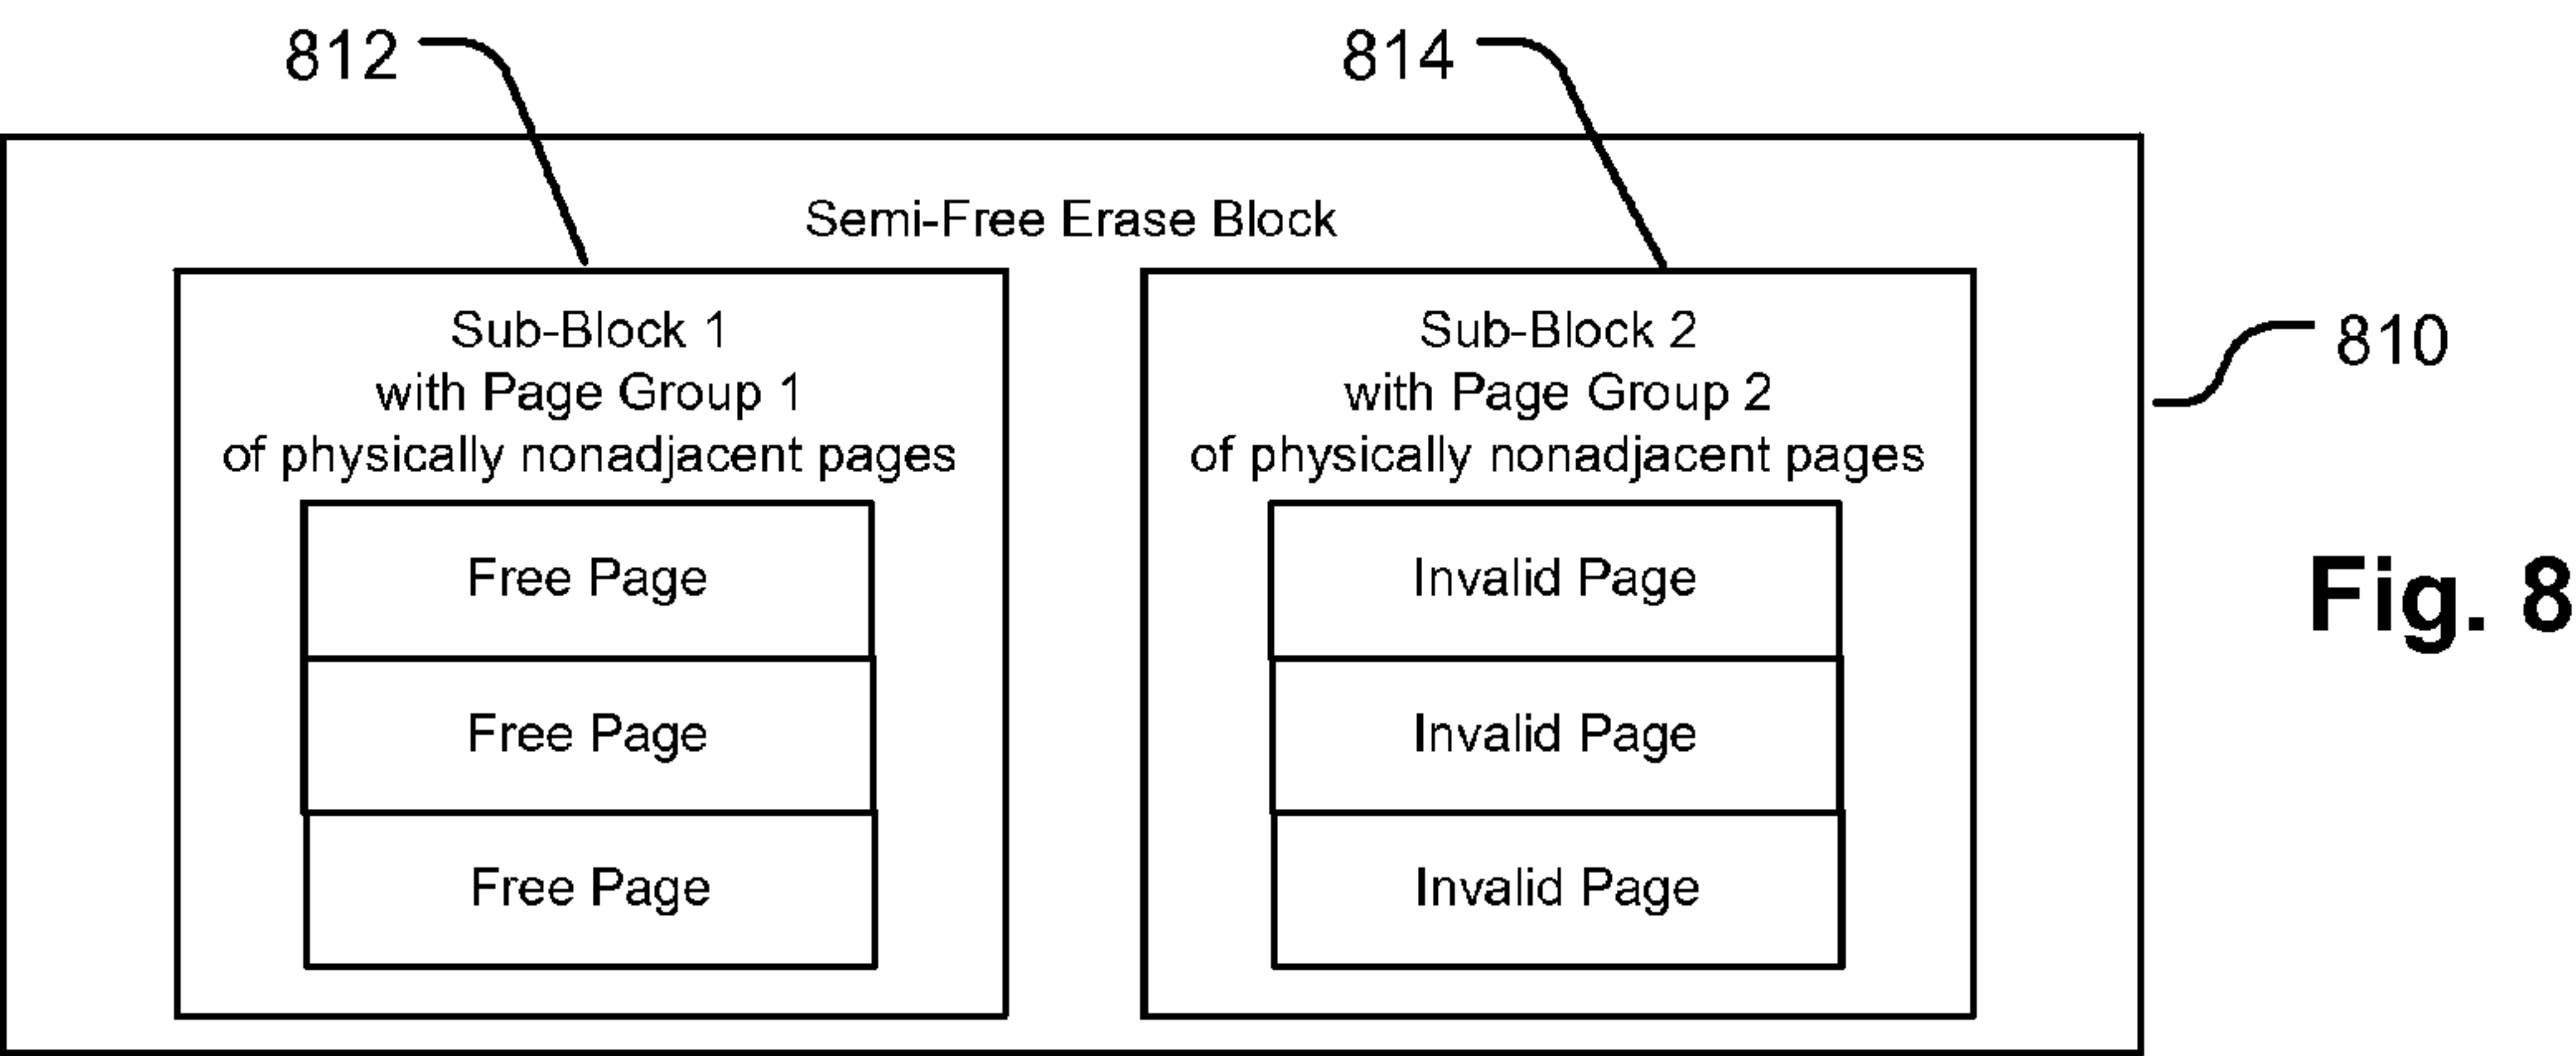 812
814
Semi-Free Erase Block
Sub-Block 1
with Page Group 1
of physically nonadjacent pages
Free Page
Free Page
Free Page
Sub-Block 2
with Page Group 2
of physically nonadjacent pages
Invalid Page
Invalid Page
Invalid Page
810
Fig. 8